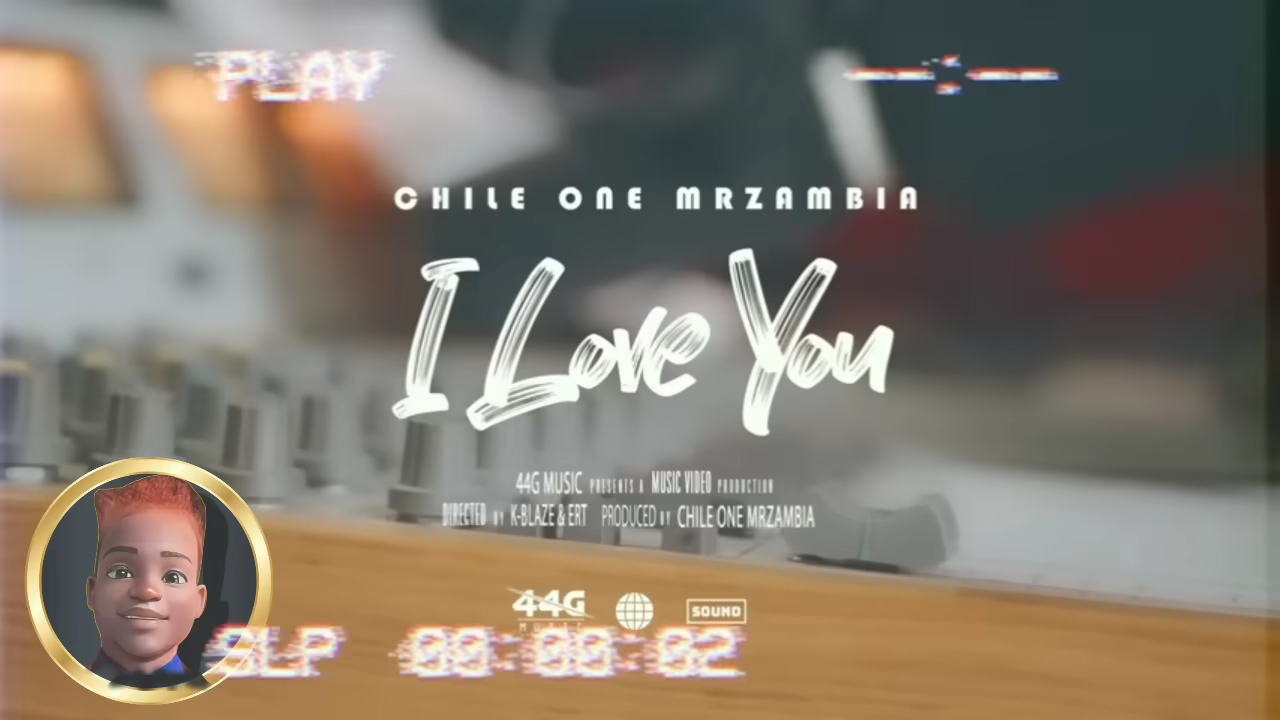 PLAY
CHILE ONE MRZAMBIA
I Love You
44G MUSIC PRESENTS A MUSIC VIDEO PRODUCTION
DIRECTED BY K-BLAZE & ERT PRODUCED BY CHILE ONE MRZAMBIA
44G
MUSIC
SOUND
SLP 00:00:02